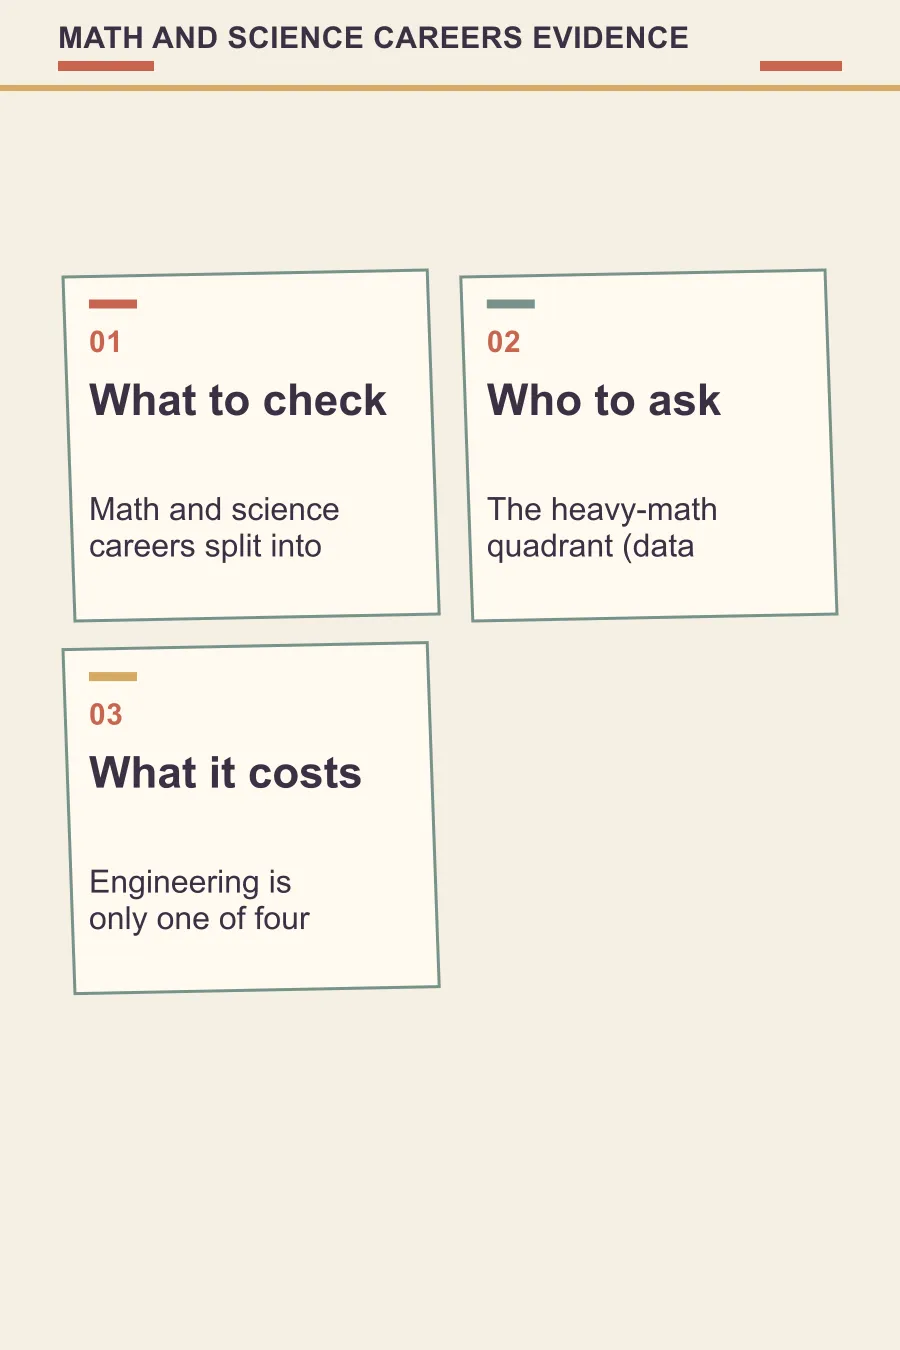 MATH AND SCIENCE CAREERS EVIDENCE
01
What to check
Math and science
careers split into
02
Who to ask
The heavy-math
quadrant (data
03
What it costs
Engineering is
only one of four